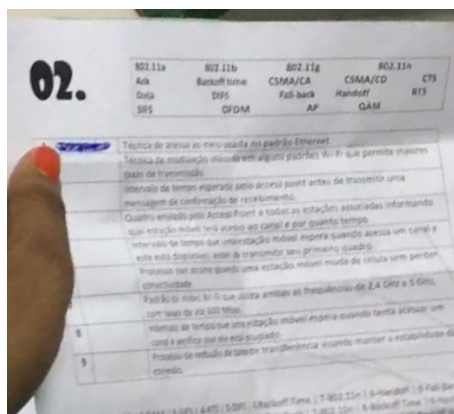 02.
802.11a 802.11b 802.11g 802.11n
Ack Backoff time CSMA/CA CSMA/CD CTS
Data DIFS Fall-back Handoff RTS
SIFS OFDM AP QAM
Técnica de acesso ao meio usada no padrão Ethernet
Técnica de modulação utilizada em alguns padrões Wi-Fi que permite maiores
taxas de transmissão.
Intervalo de tempo esperado pelo access point antes de transmitir uma
mensagem de confirmação de recebimento.
Quadro enviado pelo Access Point a todas as estações associadas informando
qual estação móvel terá acesso ao canal e por quanto tempo.
Intervalo de tempo que uma estação móvel espera quando acessa um canal e
este está disponível, antes de transmitir seu primeiro quadro.
Processo que ocorre quando uma estação móvel muda de célula sem perder
conectividade.
Padrão de redes Wi-Fi que utiliza ambas as frequências de 2,4 GHz e 5 GHz,
com taxas de até 600 Mbps.
8 Intervalo de tempo que uma estação móvel espera quando tenta acessar um
canal e verifica que ele está ocupado.
9 Processo de redução da taxa de transferência visando manter a estabilidade da
conexão.